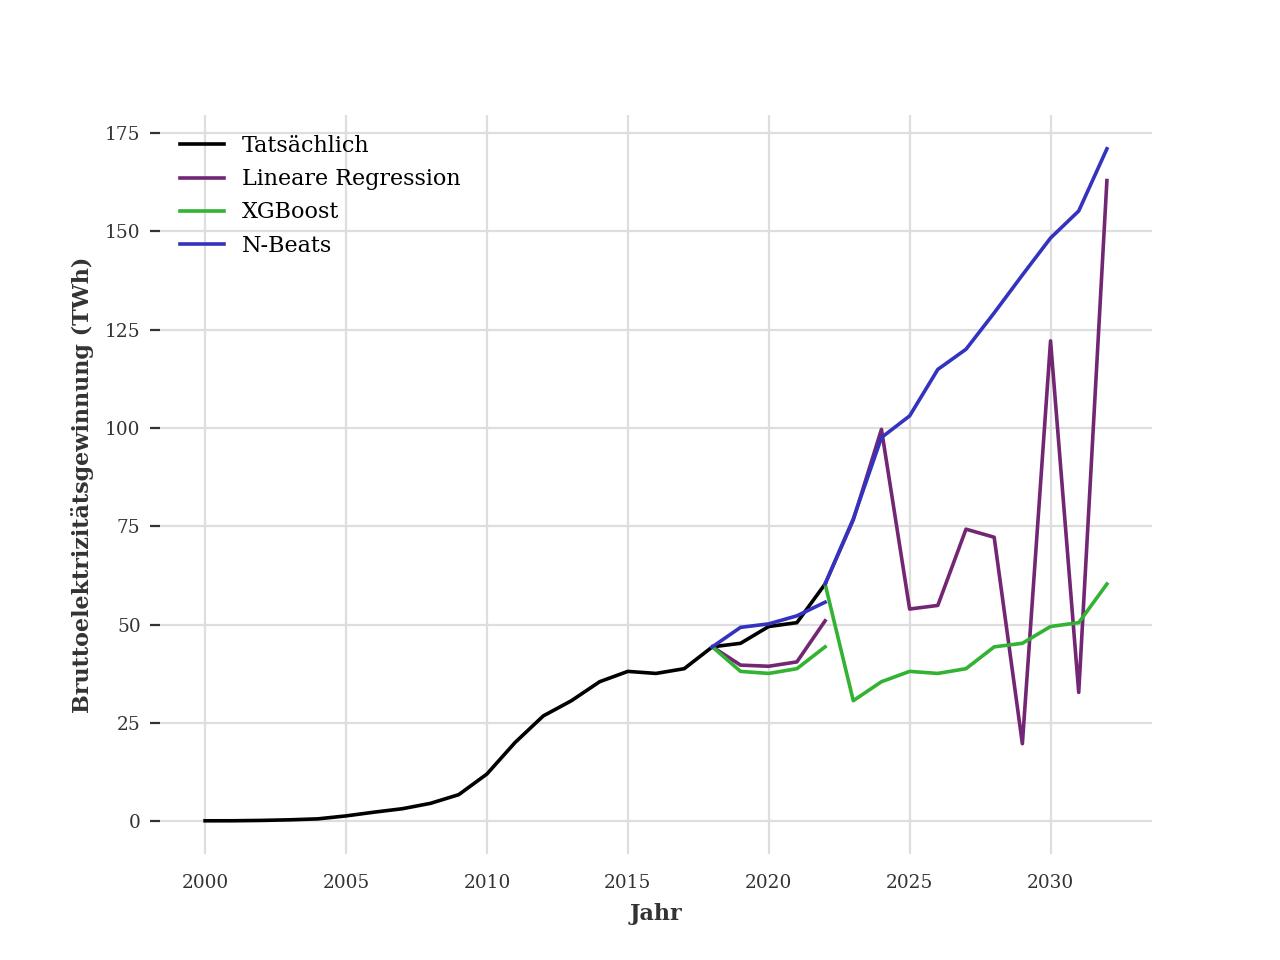 175
150
125
100
75
50
25
0
Bruttoelektrizitätsgewinnung (TWh)
Tatsächlich
Lineare Regression
XGBoost
N-Beats
2000 2005 2010 2015 2020 2025 2030
Jahr